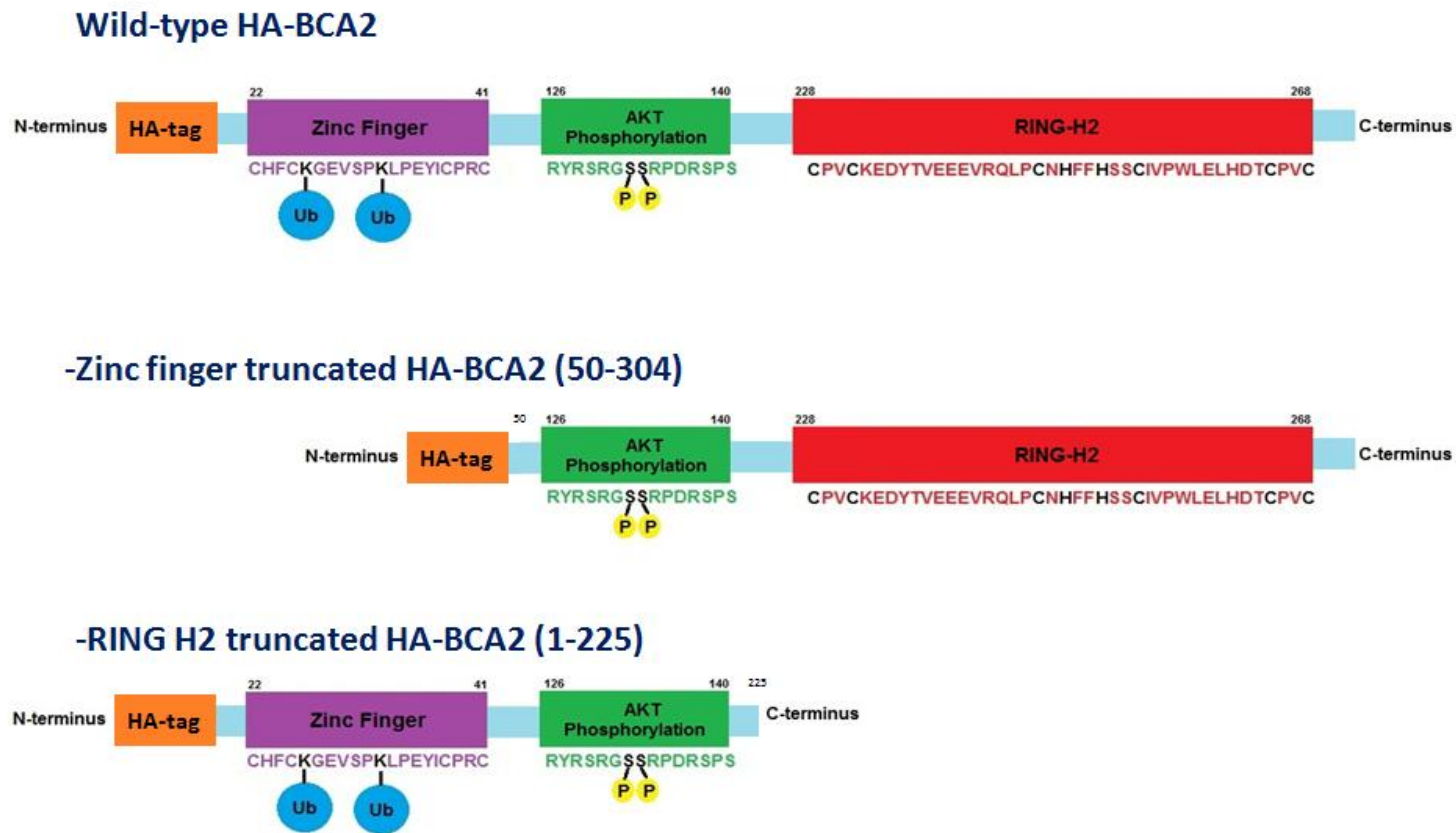 Wild-type HA-BCA2
22 41 126 140 228 268
N-terminus HA-tag Zinc Finger AKT Phosphorylation RING-H2 C-terminus
CHFCKGEVSPKLPEYICPRC RYRSRGSSRPDRSPS CPVCKEDYTVEEEVRQLPCNHFFHSSCIVPWLELHDTCPVC
Ub Ub P P
-Zinc finger truncated HA-BCA2 (50-304)
50 126 140 228 268
N-terminus HA-tag AKT Phosphorylation RING-H2 C-terminus
RYRSRGSSRPDRSPS CPVCKEDYTVEEEVRQLPCNHFFHSSCIVPWLELHDTCPVC
P P
-RING H2 truncated HA-BCA2 (1-225)
22 41 126 140 225
N-terminus HA-tag Zinc Finger AKT Phosphorylation C-terminus
CHFCKGEVSPKLPEYICPRC RYRSRGSSRPDRSPS
Ub Ub P P